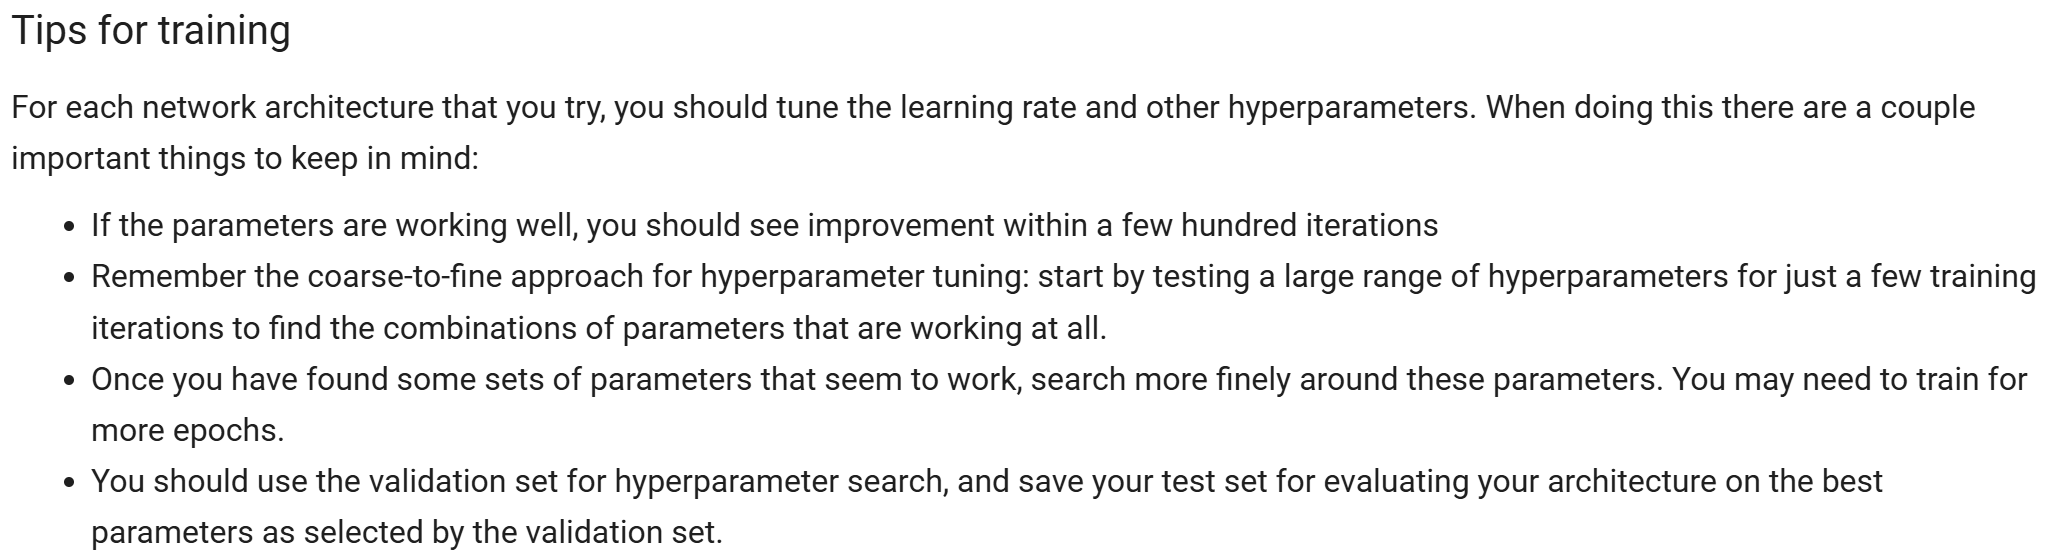 Tips for training
For each network architecture that you try, you should tune the learning rate and other hyperparameters. When doing this there are a couple
important things to keep in mind:
• If the parameters are working well, you should see improvement within a few hundred iterations
• Remember the coarse-to-fine approach for hyperparameter tuning: start by testing a large range of hyperparameters for just a few training
iterations to find the combinations of parameters that are working at all.
• Once you have found some sets of parameters that seem to work, search more finely around these parameters. You may need to train for
more epochs.
• You should use the validation set for hyperparameter search, and save your test set for evaluating your architecture on the best
parameters as selected by the validation set.